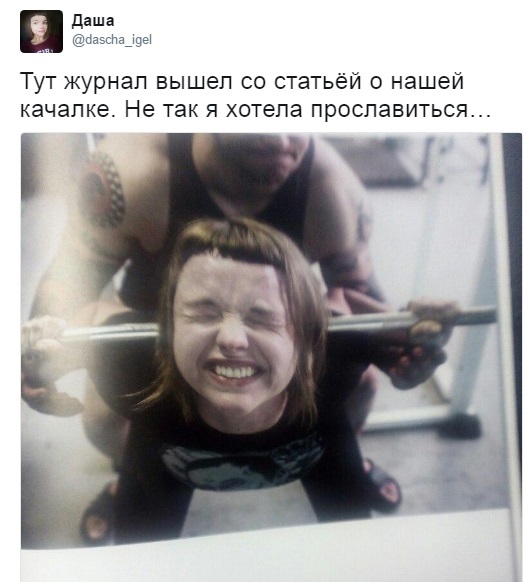 Даша
@dascha_igel
Тут журнал вышел со статьёй о нашей
качалке. Не так я хотела прославиться...